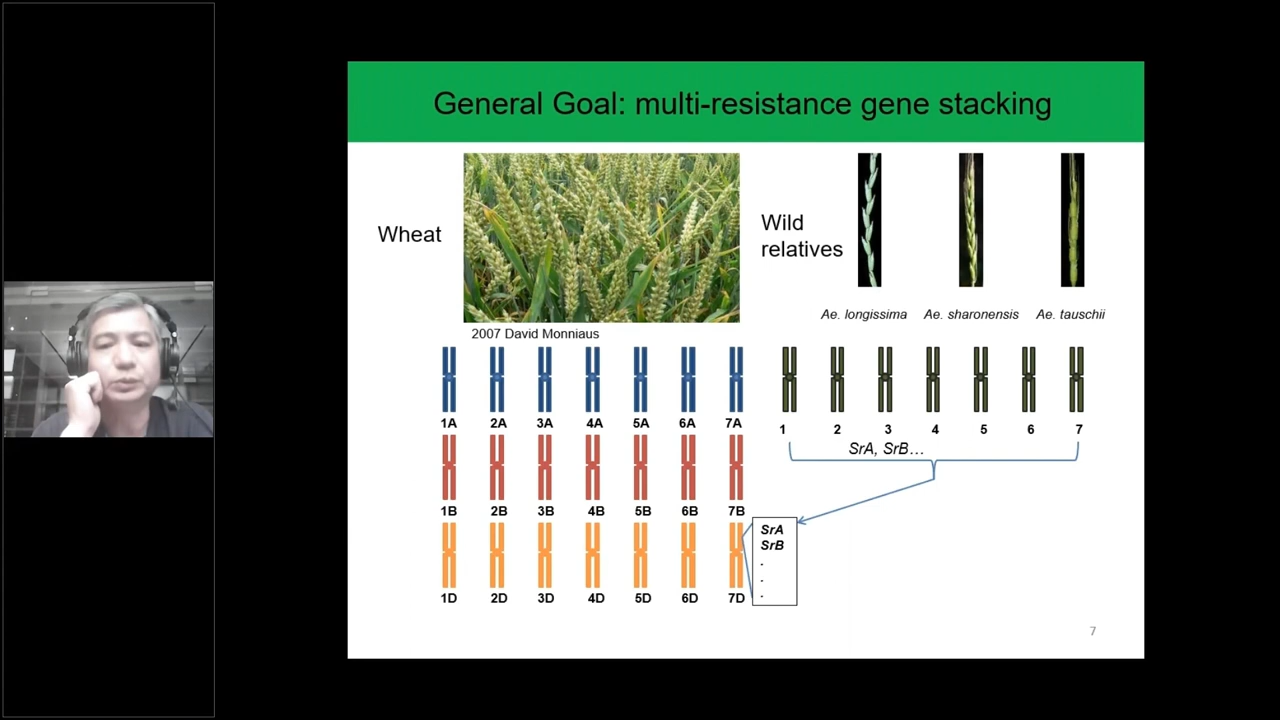 General Goal: multi-resistance gene stacking
Wheat
Wild
relatives
2007 David Monniaus
Ae. longissima
Ae. sharonensis
Ae. tauschii
1A 2A 3A 4A 5A 6A 7A
1 2 3 4 5 6 7
SrA, SrB...
1B 2B 3B 4B 5B 6B 7B
SrA
SrB
.
.
.
1D 2D 3D 4D 5D 6D 7D
7